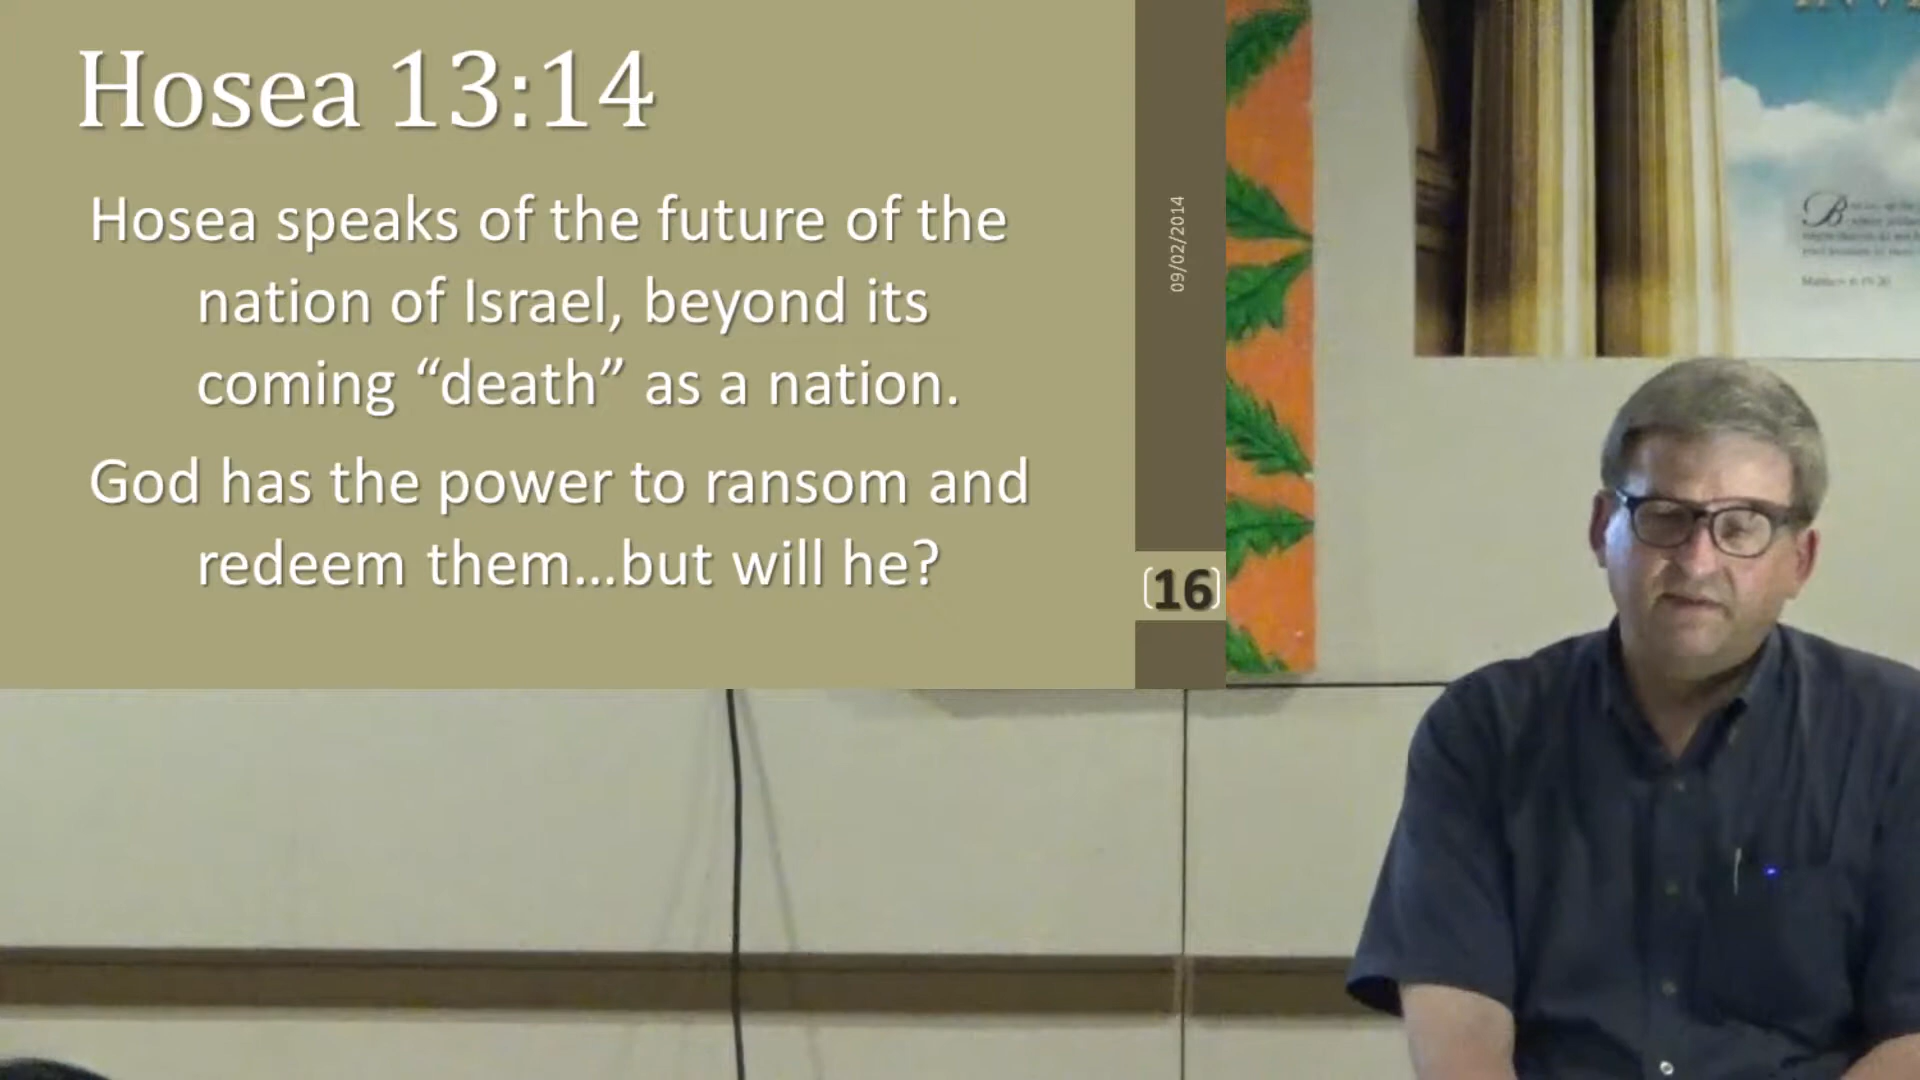 Hosea 13:14
Hosea speaks of the future of the
nation of Israel, beyond its
coming “death” as a nation.
God has the power to ransom and
redeem them...but will he?
09/02/2014
16